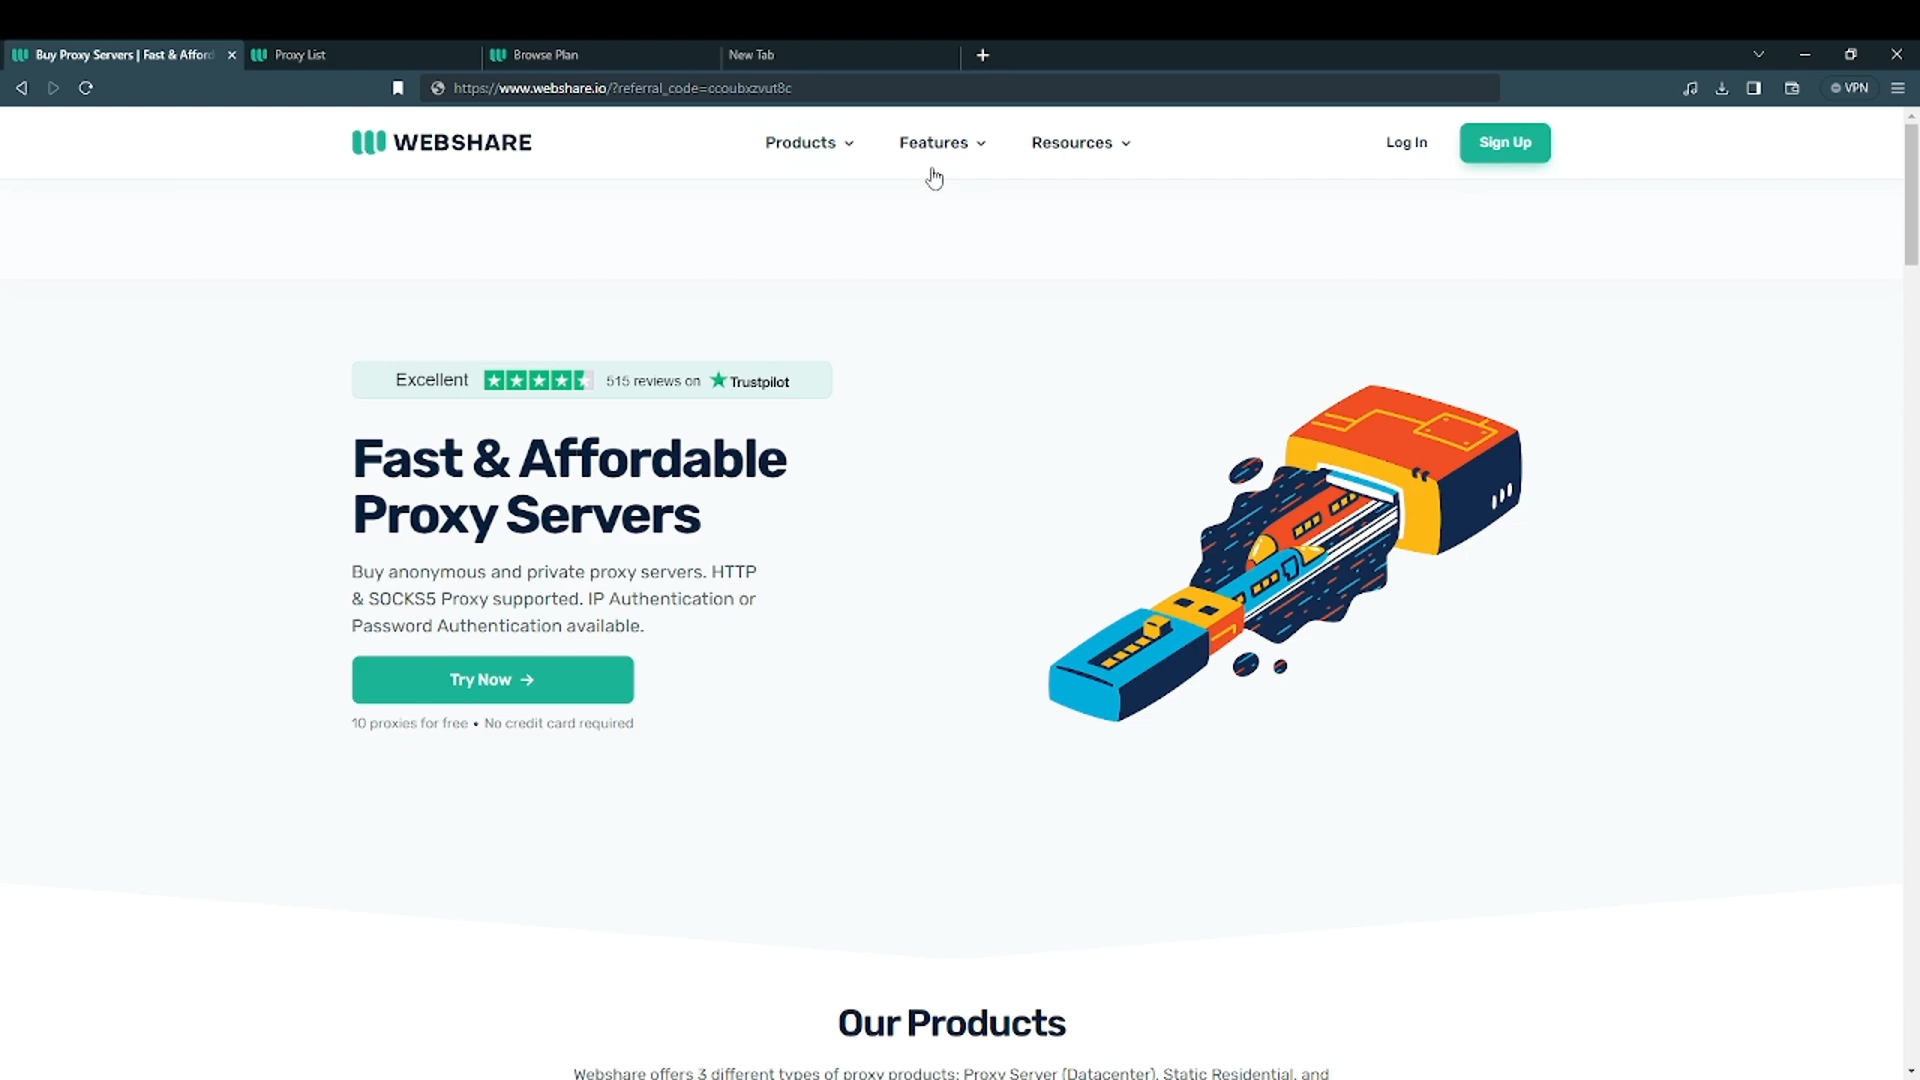 Buy Proxy Servers | Fast & Afford
Proxy List
Browse Plan
New Tab
https://www.webshare.io/?referral_code=ccoubxzvut8c
VPN
WEBSHARE
Products
Features
Resources
Log In
Sign Up
Excellent
515 reviews on
Trustpilot
Fast & Affordable
Proxy Servers
Buy anonymous and private proxy servers. HTTP
& SOCKS5 Proxy supported. IP Authentication or
Password Authentication available.
Try Now →
10 proxies for free • No credit card required
Our Products
Webshare offers 3 different types of proxy products: Proxy Server (Datacenter), Static Residential, and